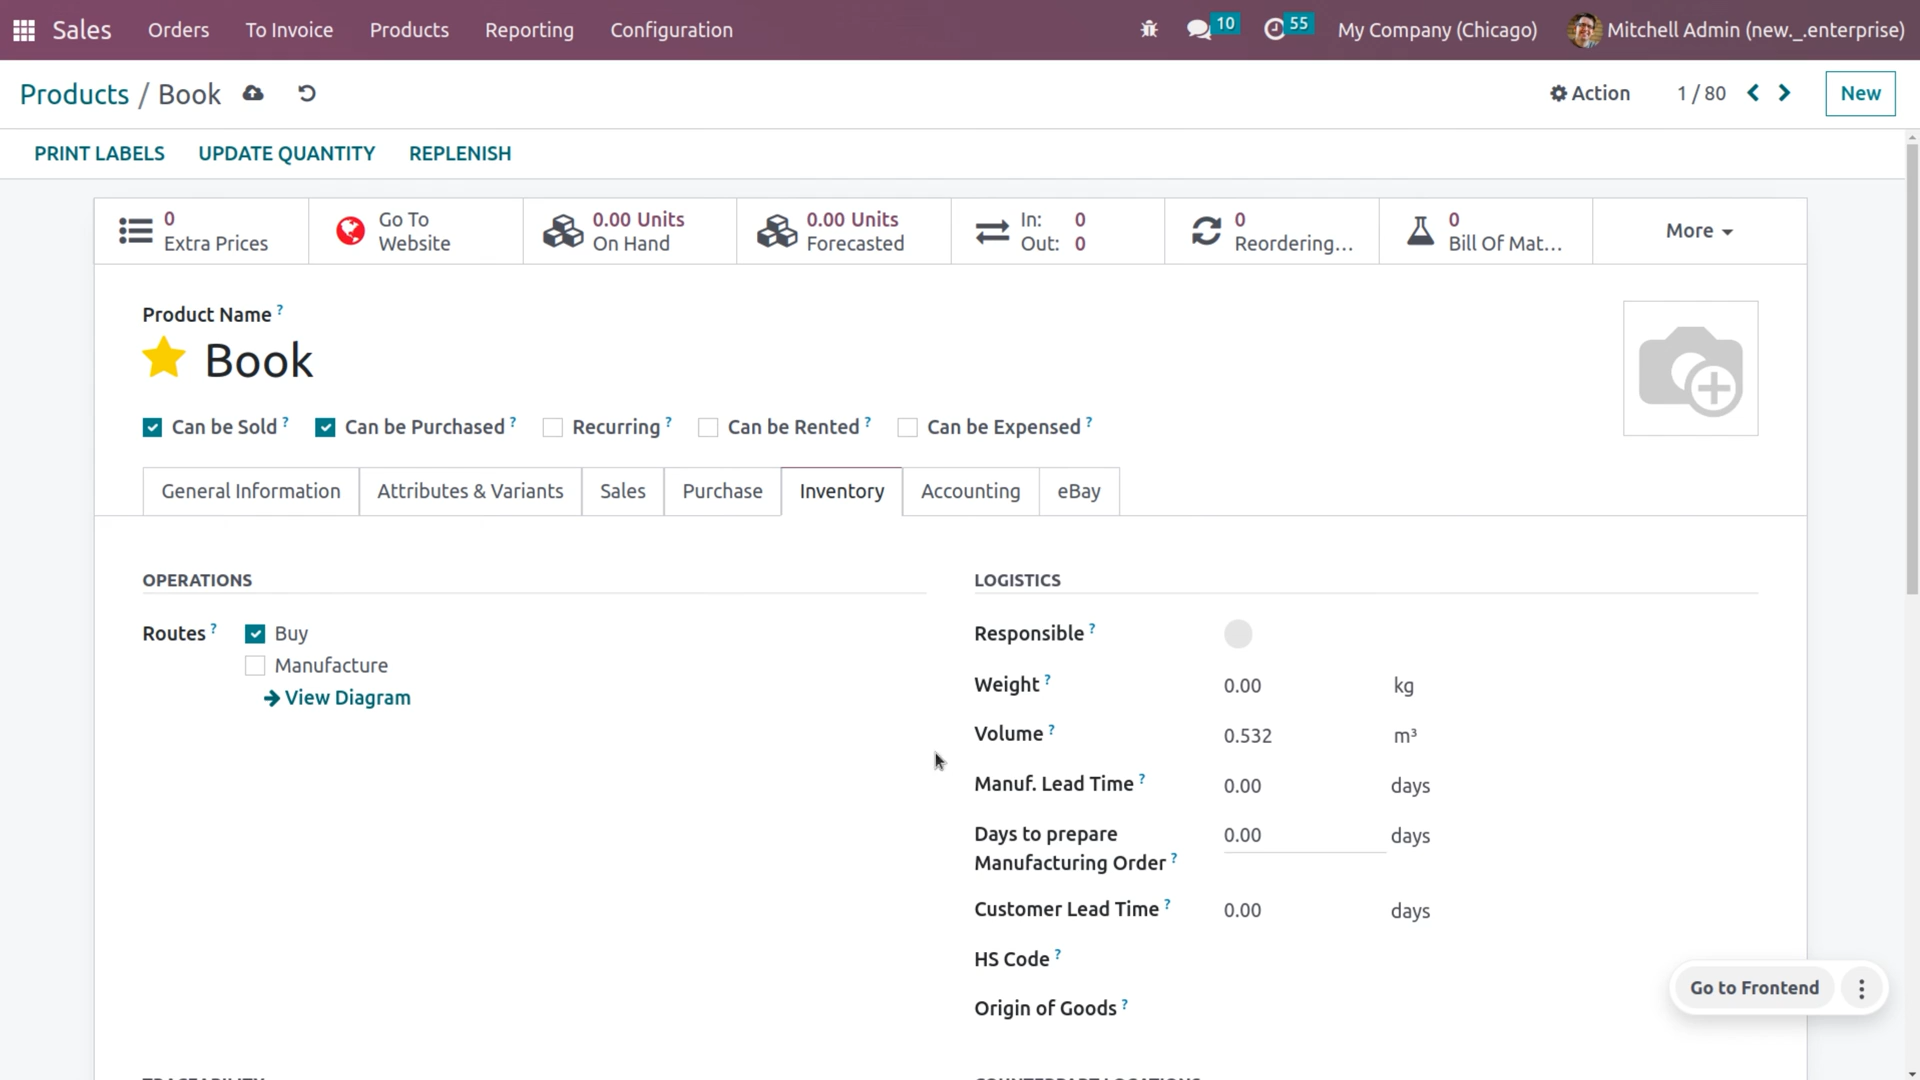 Sales Orders To Invoice Products Reporting Configuration 10 55 My Company (Chicago) Mitchell Admin (new._.enterprise)
Products / Book Action 1 / 80 New
PRINT LABELS UPDATE QUANTITY REPLENISH
0 Extra Prices
Go To Website
0.00 Units On Hand
0.00 Units Forecasted
In: 0
Out: 0
0 Reordering...
0 Bill Of Mat...
More
Product Name ?
Book
Can be Sold ? Can be Purchased ? Recurring ? Can be Rented ? Can be Expensed ?
General Information Attributes & Variants Sales Purchase Inventory Accounting eBay
OPERATIONS
Routes ? Buy
Manufacture
View Diagram
LOGISTICS
Responsible ?
Weight ? 0.00 kg
Volume ? 0.532 m³
Manuf. Lead Time ? 0.00 days
Days to prepare 0.00 days
Manufacturing Order ?
Customer Lead Time ? 0.00 days
HS Code ?
Origin of Goods ?
Go to Frontend